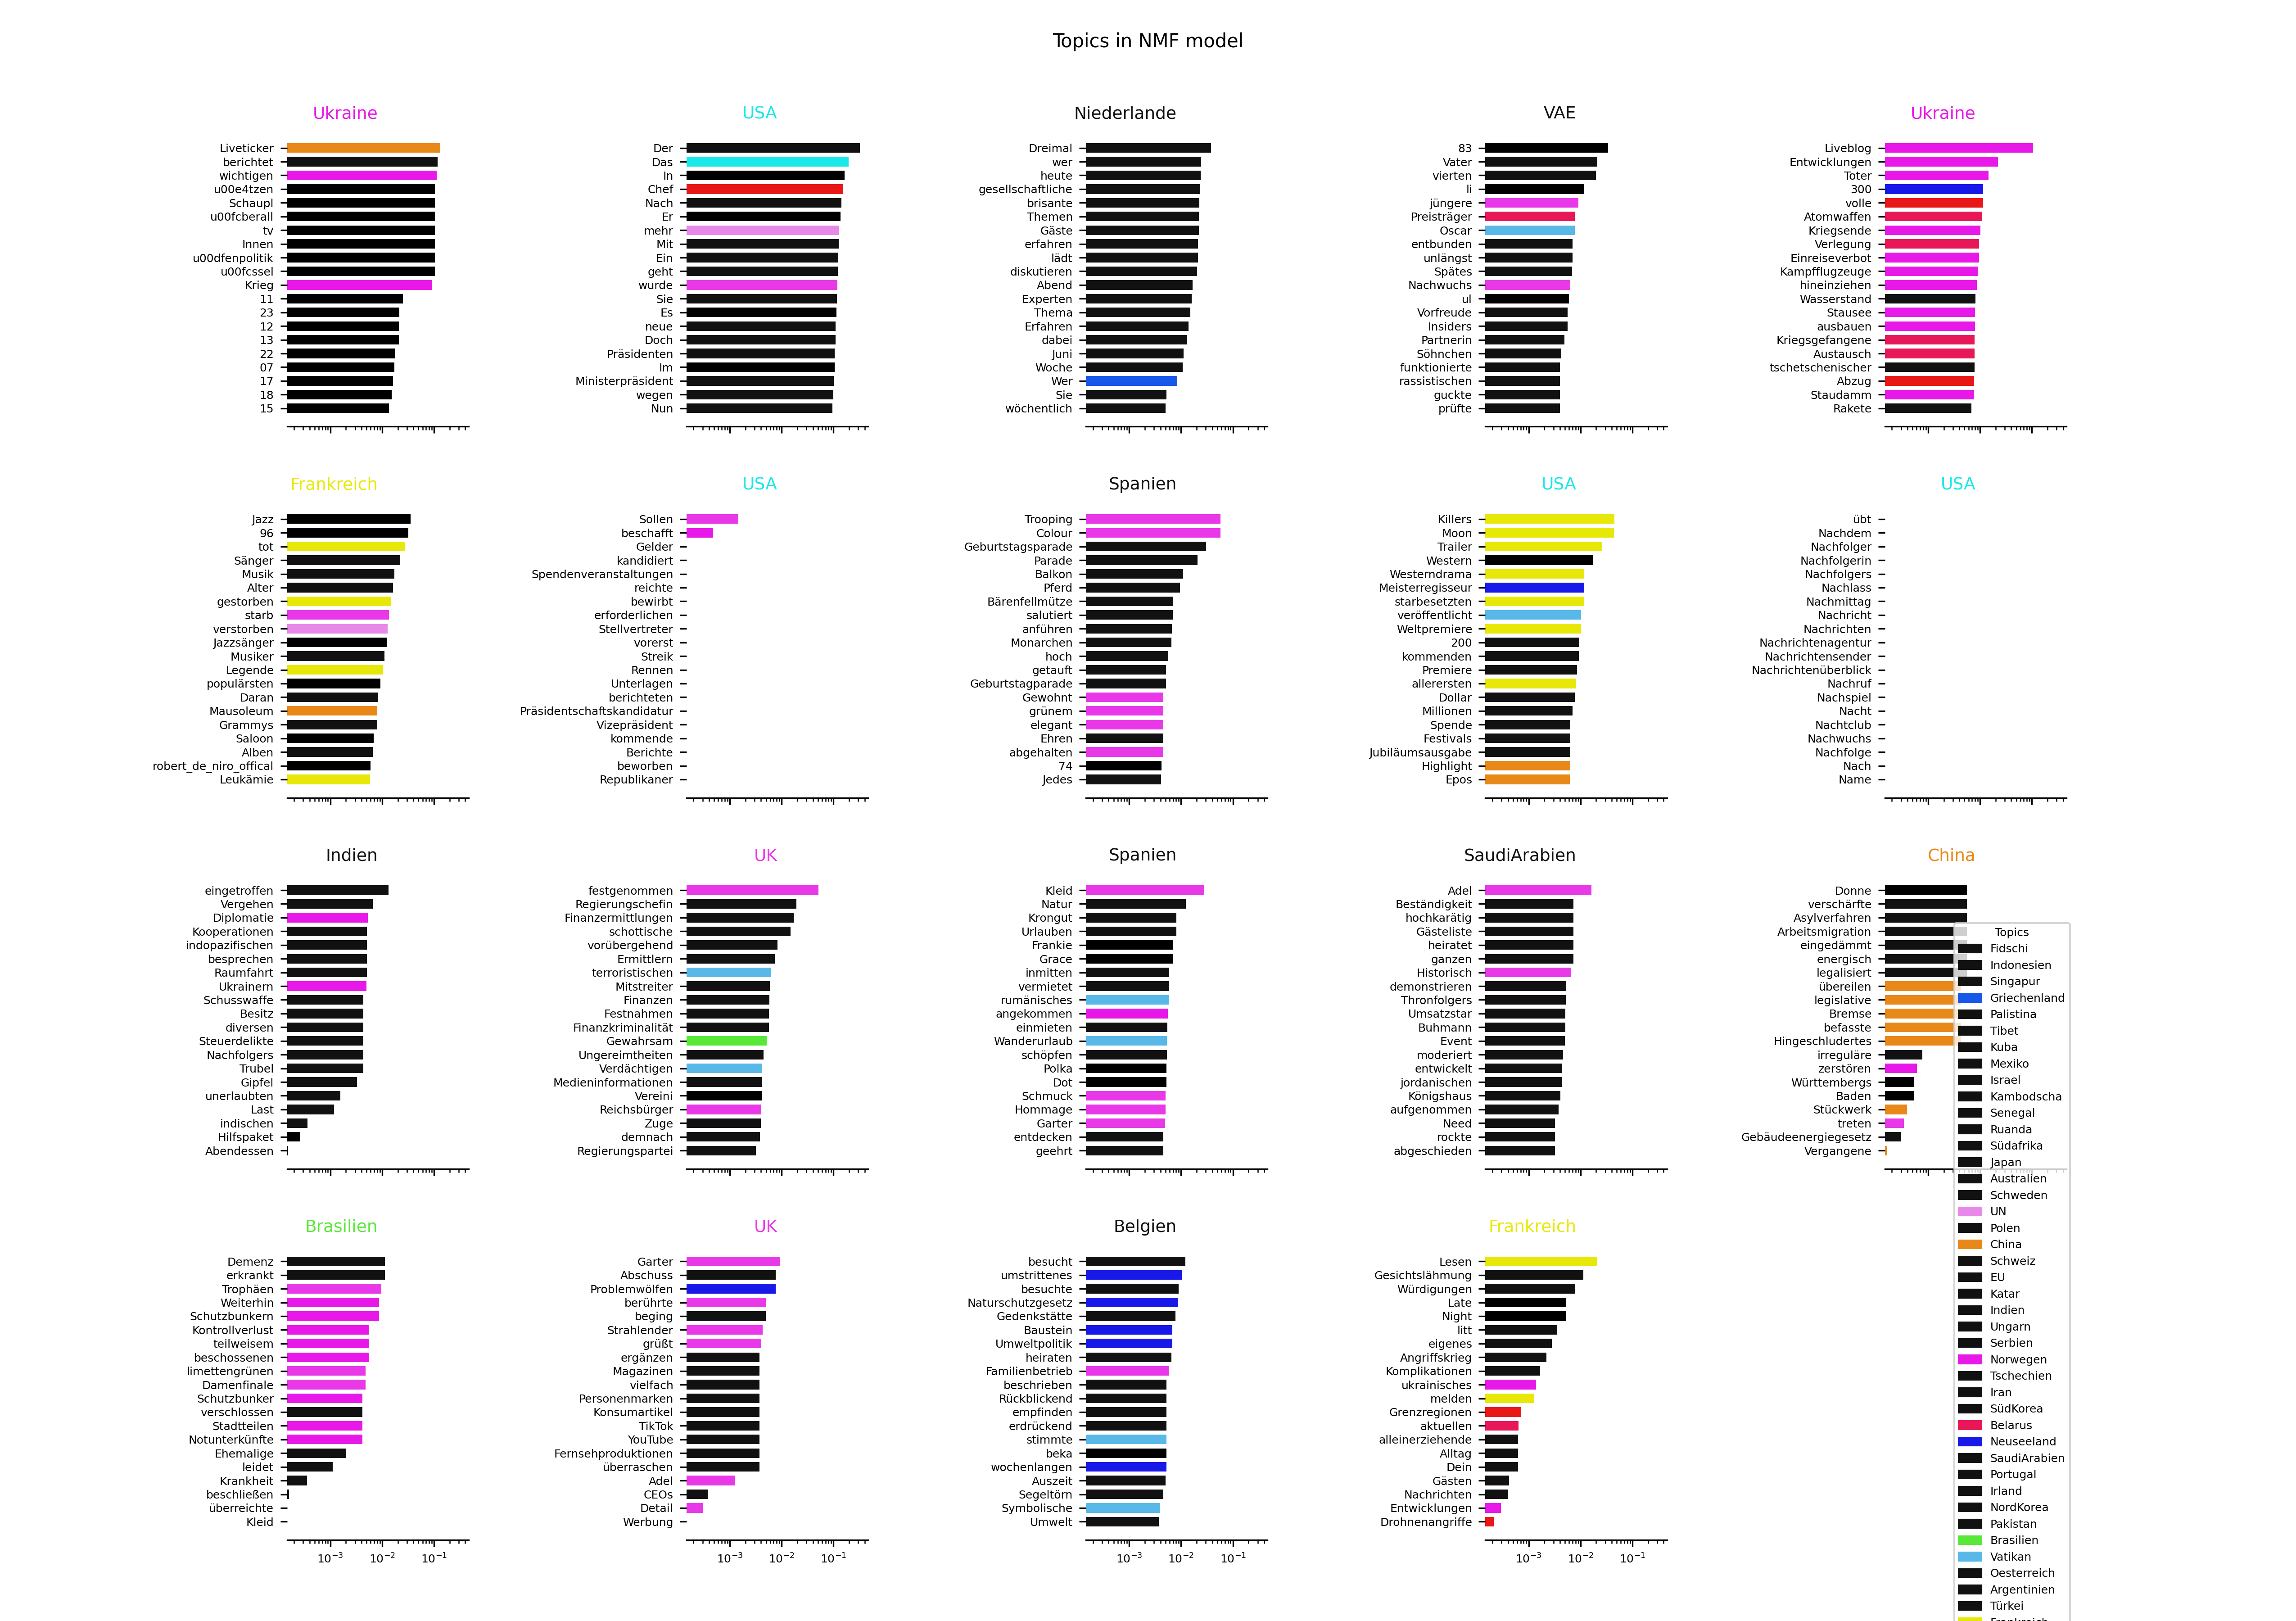 Topics in NMF model
Ukraine
Liveticker
berichtet
wichtigen
u00e4tzen
Schaupl
u00fcberall
tv
Innen
u00dfenpolitik
u00fcssel
Krieg
11
23
12
13
22
07
17
18
15
USA
Der
Das
In
Chef
Nach
Er
mehr
Mit
Ein
geht
wurde
Sie
Es
neue
Doch
Präsidenten
Im
Ministerpräsident
wegen
Nun
Niederlande
Dreimal
wer
heute
gesellschaftliche
brisante
Themen
Gäste
erfahren
lädt
diskutieren
Abend
Experten
Thema
Erfahren
dabei
Juni
Woche
Wer
Sie
wöchentlich
VAE
83
Vater
vierten
li
jüngere
Preisträger
Oscar
entbunden
unlängst
Spätes
Nachwuchs
ul
Vorfreude
Insiders
Partnerin
Söhnchen
funktionierte
rassistischen
guckte
prüfte
Ukraine
Liveblog
Entwicklungen
Toter
300
volle
Atomwaffen
Kriegsende
Verlegung
Einreiseverbot
Kampfflugzeuge
hineinziehen
Wasserstand
Stausee
ausbauen
Kriegsgefangene
Austausch
tschetschenischer
Abzug
Staudamm
Rakete
Frankreich
Jazz
96
tot
Sänger
Musik
Alter
gestorben
starb
verstorben
Jazzsänger
Musiker
Legende
populärsten
Daran
Mausoleum
Grammys
Saloon
Alben
robert_de_niro_offical
Leukämie
USA
Sollen
beschafft
Gelder
kandidiert
Spendenveranstaltungen
reichte
bewirbt
erforderlichen
Stellvertreter
vorerst
Streik
Rennen
Unterlagen
berichteten
Präsidentschaftskandidatur
Vizepräsident
kommende
Berichte
beworben
Republikaner
Spanien
Trooping
Colour
Geburtstagsparade
Parade
Balkon
Pferd
Bärenfellmütze
salutiert
anführen
Monarchen
hoch
getauft
Geburtstagparade
Gewohnt
grünem
elegant
Ehren
abgehalten
74
Jedes
USA
Killers
Moon
Trailer
Western
Westerndrama
Meisterregisseur
starbesetzten
veröffentlicht
Weltpremiere
200
kommenden
Premiere
allerersten
Dollar
Millionen
Spende
Festivals
Jubiläumsausgabe
Highlight
Epos
USA
übt
Nachdem
Nachfolger
Nachfolgerin
Nachfolgers
Nachlass
Nachmittag
Nachricht
Nachrichten
Nachrichtenagentur
Nachrichtensender
Nachrichtenüberblick
Nachruf
Nachspiel
Nacht
Nachtclub
Nachwuchs
Nachfolge
Nach
Name
Indien
eingetroffen
Vergehen
Diplomatie
Kooperationen
indopazifischen
besprechen
Raumfahrt
Ukrainern
Schusswaffe
Besitz
diversen
Steuerdelikte
Nachfolgers
Trubel
Gipfel
unerlaubten
Last
indischen
Hilfspaket
Abendessen
UK
festgenommen
Regierungschefin
Finanzermittlungen
schottische
vorübergehend
Ermittlern
terroristischen
Mitstreiter
Finanzen
Festnahmen
Finanzkriminalität
Gewahrsam
Ungereimtheiten
Verdächtigen
Medieninformationen
Vereini
Reichsbürger
Zuge
demnach
Regierungspartei
Spanien
Kleid
Natur
Krongut
Urlauben
Frankie
Grace
inmitten
vermietet
rumänisches
angekommen
einmieten
Wanderurlaub
schöpfen
Polka
Dot
Schmuck
Hommage
Garter
entdecken
geehrt
SaudiArabien
Adel
Beständigkeit
hochkarätig
Gästeliste
heiratet
ganzen
Historisch
demonstrieren
Thronfolgers
Umsatzstar
Buhmann
Event
moderiert
entwickelt
jordanischen
Königshaus
aufgenommen
Need
rockte
abgeschieden
China
Donne
verschärfte
Asylverfahren
Arbeitsmigration
eingedämmt
energisch
legalisiert
übereilen
legislative
Bremse
befasste
Hingeschludertes
irreguläre
zerstören
Württembergs
Baden
Stückwerk
treten
Gebäudeenergiegesetz
Vergangene
Brasilien
Demenz
erkrankt
Trophäen
Weiterhin
Schutzbunkern
Kontrollverlust
teilweisem
beschossenen
limettengrünen
Damenfinale
Schutzbunker
verschlossen
Stadtteilen
Notunterkünfte
Ehemalige
leidet
Krankheit
beschließen
überreichte
Kleid
10⁻³ 10⁻² 10⁻¹
UK
Garter
Abschuss
Problemwölfen
berührte
beging
Strahlender
grüßt
ergänzen
Magazinen
vielfach
Personenmarken
Konsumartikel
TikTok
YouTube
Fernsehproduktionen
überraschen
Adel
CEOs
Detail
Werbung
10⁻³ 10⁻² 10⁻¹
Belgien
besucht
umstrittenes
besuchte
Naturschutzgesetz
Gedenkstätte
Baustein
Umweltpolitik
heiraten
Familienbetrieb
beschrieben
Rückblickend
empfinden
erdrückend
stimmte
beka
wochenlangen
Auszeit
Segeltörn
Symbolische
Umwelt
10⁻³ 10⁻² 10⁻¹
Frankreich
Lesen
Gesichtslähmung
Würdigungen
Late
Night
litt
eigenes
Angriffskrieg
Komplikationen
ukrainisches
melden
Grenzregionen
aktuellen
alleinerziehende
Alltag
Dein
Gästen
Nachrichten
Entwicklungen
Drohnenangriffe
10⁻³ 10⁻² 10⁻¹
Topics
Fidschi
Indonesien
Singapur
Griechenland
Palistina
Tibet
Kuba
Mexiko
Israel
Kambodscha
Senegal
Ruanda
Südafrika
Japan
Australien
Schweden
UN
Polen
China
Schweiz
EU
Katar
Indien
Ungarn
Serbien
Norwegen
Tschechien
Iran
SüdKorea
Belarus
Neuseeland
SaudiArabien
Portugal
Irland
NordKorea
Pakistan
Brasilien
Vatikan
Oesterreich
Argentinien
Türkei